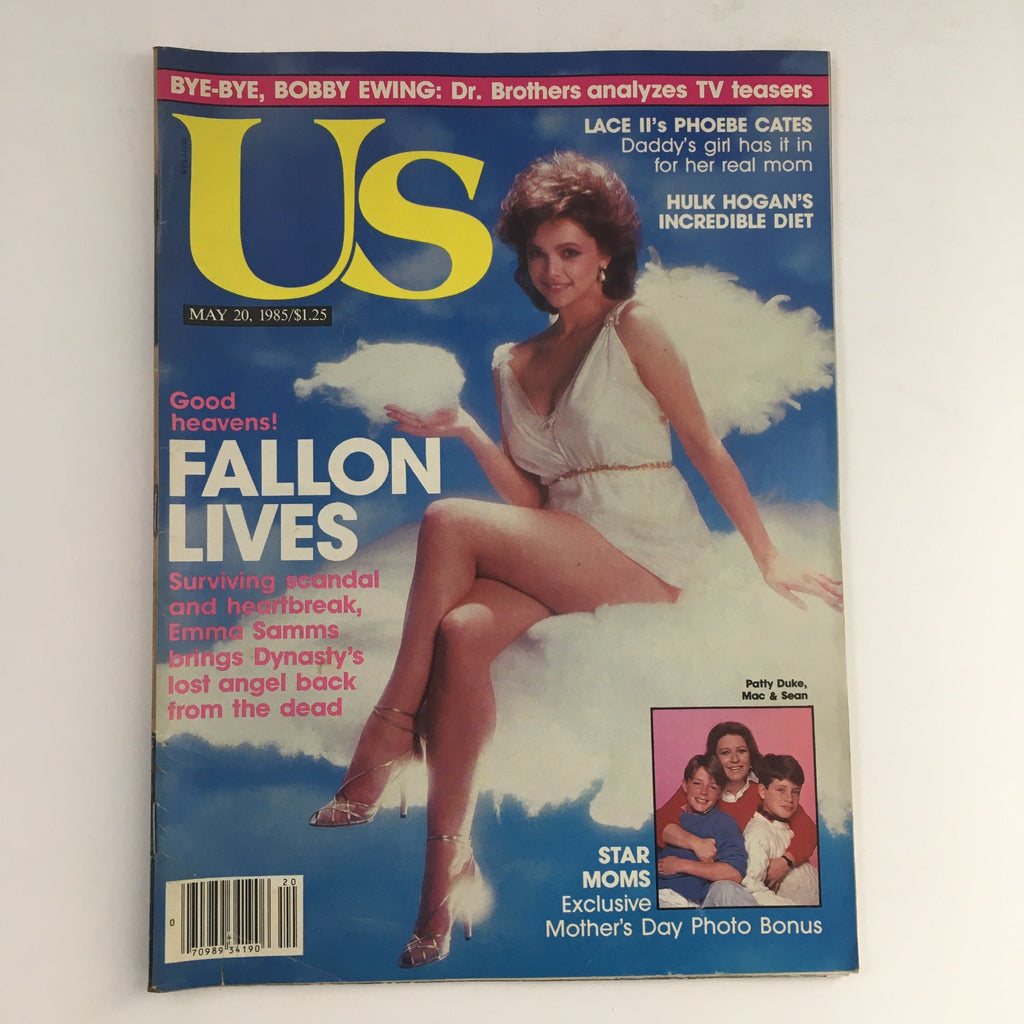 BYE-BYE, BOBBY EWING: Dr. Brothers analyzes TV teasers
Us
MAY 20, 1985/$1.25
LACE II's PHOEBE CATES
Daddy's girl has it in
for her real mom
HULK HOGAN'S
INCREDIBLE DIET
Good
heavens!
FALLON
LIVES
Surviving scandal
and heartbreak,
Emma Samms
brings Dynasty's
lost angel back
from the dead
Patty Duke,
Mac & Sean
STAR
MOMS
Exclusive
Mother's Day Photo Bonus
20
0
70989 34190